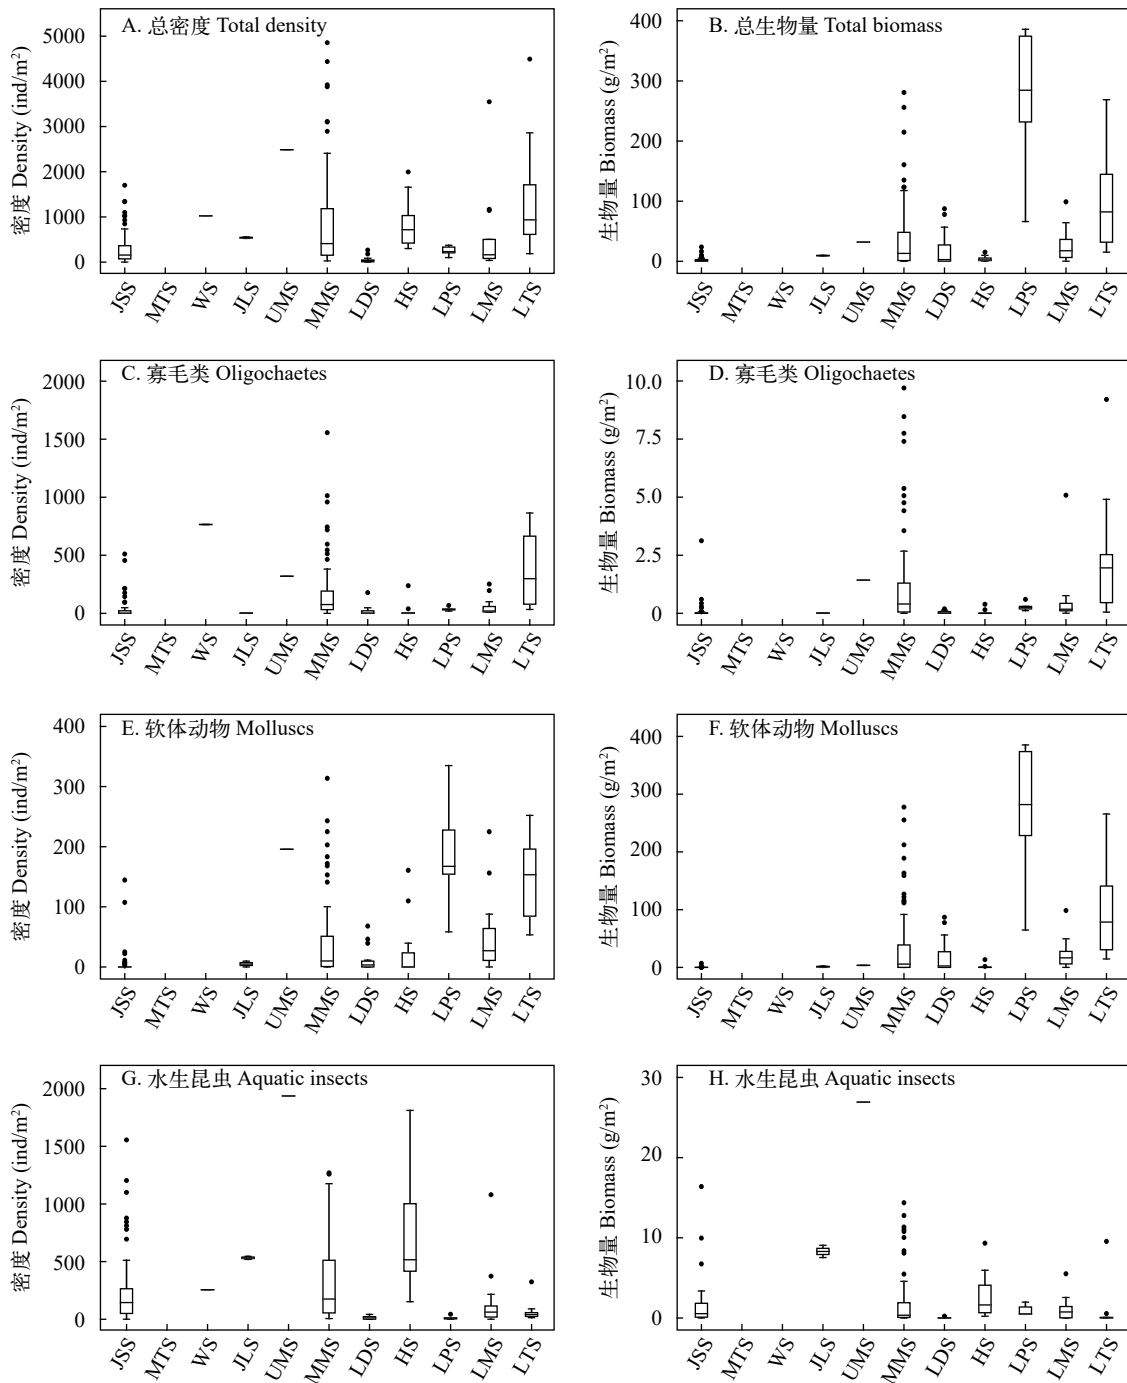 A. 总密度 Total density
密度 Density (ind/m²)
5000
4000
3000
2000
1000
0
JSS MTS WS JLS UMS MMS LDS HS LPS LMS LTS
B. 总生物量 Total biomass
生物量 Biomass (g/m²)
400
300
200
100
0
JSS MTS WS JLS UMS MMS LDS HS LPS LMS LTS
C. 寡毛类 Oligochaetes
密度 Density (ind/m²)
2000
1500
1000
500
0
JSS MTS WS JLS UMS MMS LDS HS LPS LMS LTS
D. 寡毛类 Oligochaetes
生物量 Biomass (g/m²)
10.0
7.5
5.0
2.5
0
JSS MTS WS JLS UMS MMS LDS HS LPS LMS LTS
E. 软体动物 Molluscs
密度 Density (ind/m²)
400
300
200
100
0
JSS MTS WS JLS UMS MMS LDS HS LPS LMS LTS
F. 软体动物 Molluscs
生物量 Biomass (g/m²)
400
300
200
100
0
JSS MTS WS JLS UMS MMS LDS HS LPS LMS LTS
G. 水生昆虫 Aquatic insects
密度 Density (ind/m²)
2000
1500
1000
500
0
JSS MTS WS JLS UMS MMS LDS HS LPS LMS LTS
H. 水生昆虫 Aquatic insects
生物量 Biomass (g/m²)
30
20
10
0
JSS MTS WS JLS UMS MMS LDS HS LPS LMS LTS